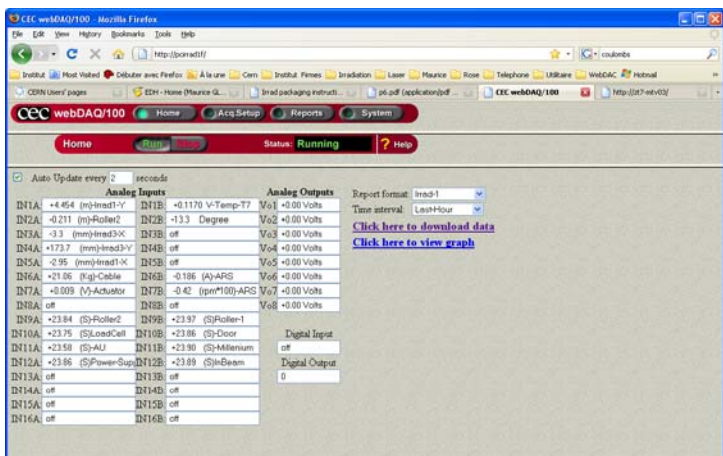 CEC webDAQ/100 - Mozilla Firefox
File Edit View History Bookmarks Tools Help
http://pcirrad1f/
coulombs
Institut Most Visited Débuter avec Firefox À la une Cern Institut Firmes Irradiation Laser Maurice Rose Telephone Utilitaire WebDAC Hotmail
CERN Users' pages EDH - Home (Maurice GL... Irrad packaging instructi... p6.pdf (application/pdf ... CEC webDAQ/100
cec webDAQ/100 Home Acq.Setup Reports System
Home Run Stop Status: Running ? Help
Auto Update every 2 seconds
Analog Inputs Analog Outputs Report format: Irrad-1
IN1A: +4.454 (m)-Irrad1-Y IN1B: +0.1170 V-Temp-T7 Vo1 +0.00 Volts Time interval: Last-Hour
IN2A: -0.211 (m)-Roller2 IN2B: -13.3 Degree Vo2 +0.00 Volts Click here to download data
IN3A: -3.3 (mm)-Irrad3-X IN3B: off Vo3 +0.00 Volts Click here to view graph
IN4A: +173.7 (mm)-Irrad3-Y IN4B: off Vo4 +0.00 Volts
IN5A: -2.95 (mm)-Irrad1-X IN5B: off Vo5 +0.00 Volts
IN6A: +21.06 (Kg)-Cable IN6B: -0.186 (A)-ARS Vo6 +0.00 Volts
IN7A: +0.009 (V)-Actuator IN7B: -0.42 (rpm*100)-ARS Vo7 +0.00 Volts
IN8A: off IN8B: off Vo8 +0.00 Volts
IN9A: +23.84 (S)-Roller2 IN9B: +23.97 (S)Roller-1
IN10A: +23.75 (S)LoadCell IN10B: +23.86 (S)-Door Digital Input
IN11A: +23.58 (S)-AU IN11B: +23.90 (S)-Millenium off
IN12A: +23.86 (S)Power-Sup IN12B: +23.89 (S)InBeam Digital Output
IN13A: off IN13B: off 0
IN14A: off IN14B: off
IN15A: off IN15B: off
IN16A: off IN16B: off